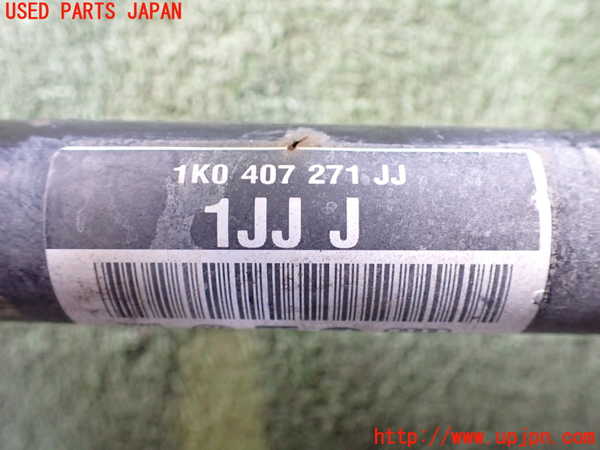 USED PARTS JAPAN
1K0 407 271 JJ
1JJ J
http://www.upjpn.com/